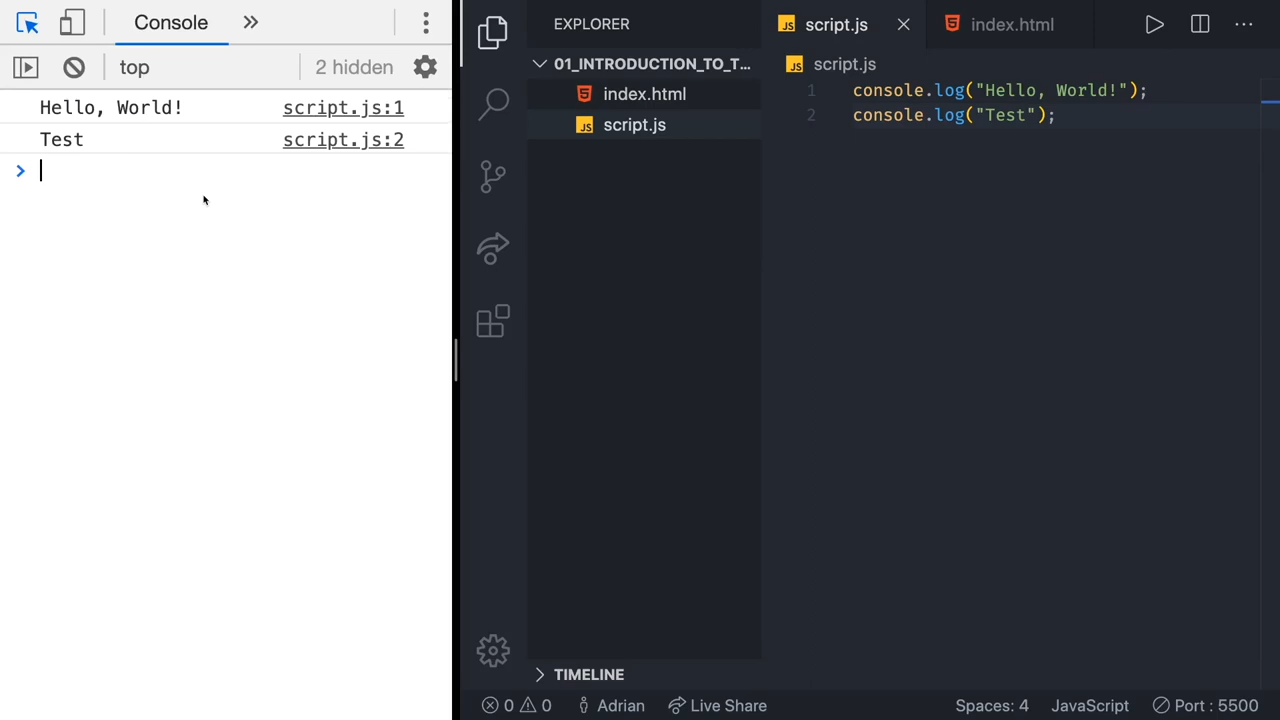 Console
top
2 hidden
Hello, World! script.js:1
Test script.js:2
EXPLORER
01_INTRODUCTION_TO_T...
index.html
script.js
TIMELINE
script.js
index.html
script.js
1 console.log("Hello, World!");
2 console.log("Test");
0 0 Adrian Live Share Spaces: 4 JavaScript Port : 5500